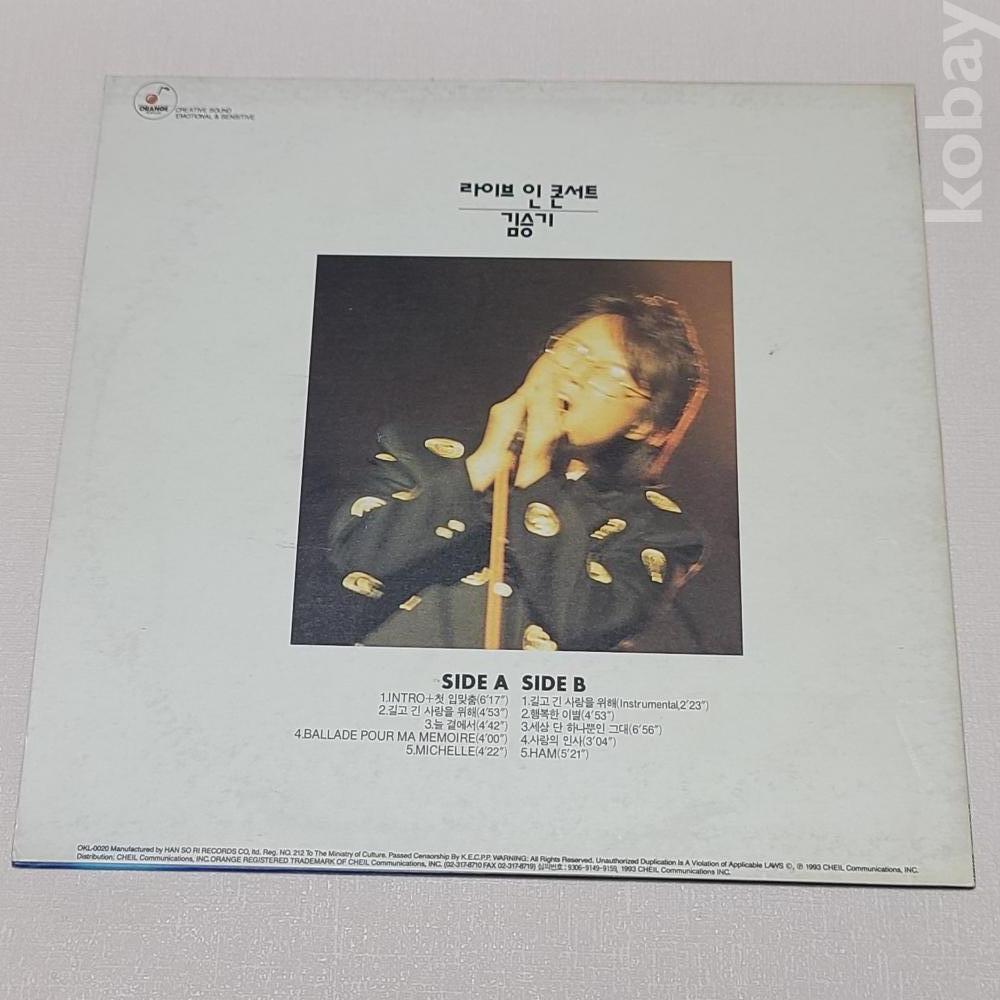 kobay
ORANGE
CREATIVE SOUND
EMOTIONAL & SENSITIVE
라이브 인 콘서트
김승기
SIDE A
1.INTRO+첫 입맞춤(6'17")
2.길고 긴 사랑을 위해(4'53")
3.늘 곁에서(4'42")
4.BALLADE POUR MA MEMOIRE(4'00")
5.MICHELLE(4'22")
SIDE B
1.길고 긴 사랑을 위해(Instrumental,2'23")
2.행복한 이별(4'53")
3.세상 단 하나뿐인 그대(6'56")
4.사랑의 인사(3'04")
5.HAM(5'21")
OKL-0020 Manufactured by HAN SO RI RECORDS CO, ltd. Reg. NO. 212 To The Ministry of Culture. Passed Censorship By K.E.C.P.P. WARNING: All Rights Reserved. Unauthorized Duplication Is A Violation of Applicable LAWS ©, ℗ 1993 CHEIL Communications, INC.
Distribution: CHEIL Communications, INC. ORANGE REGISTERED TRADEMARK OF CHEIL Communications, INC. (02-317-8710 FAX 02-317-8719) 심의번호 : 9306-9149-9159, 1993 CHEIL Communications INC.